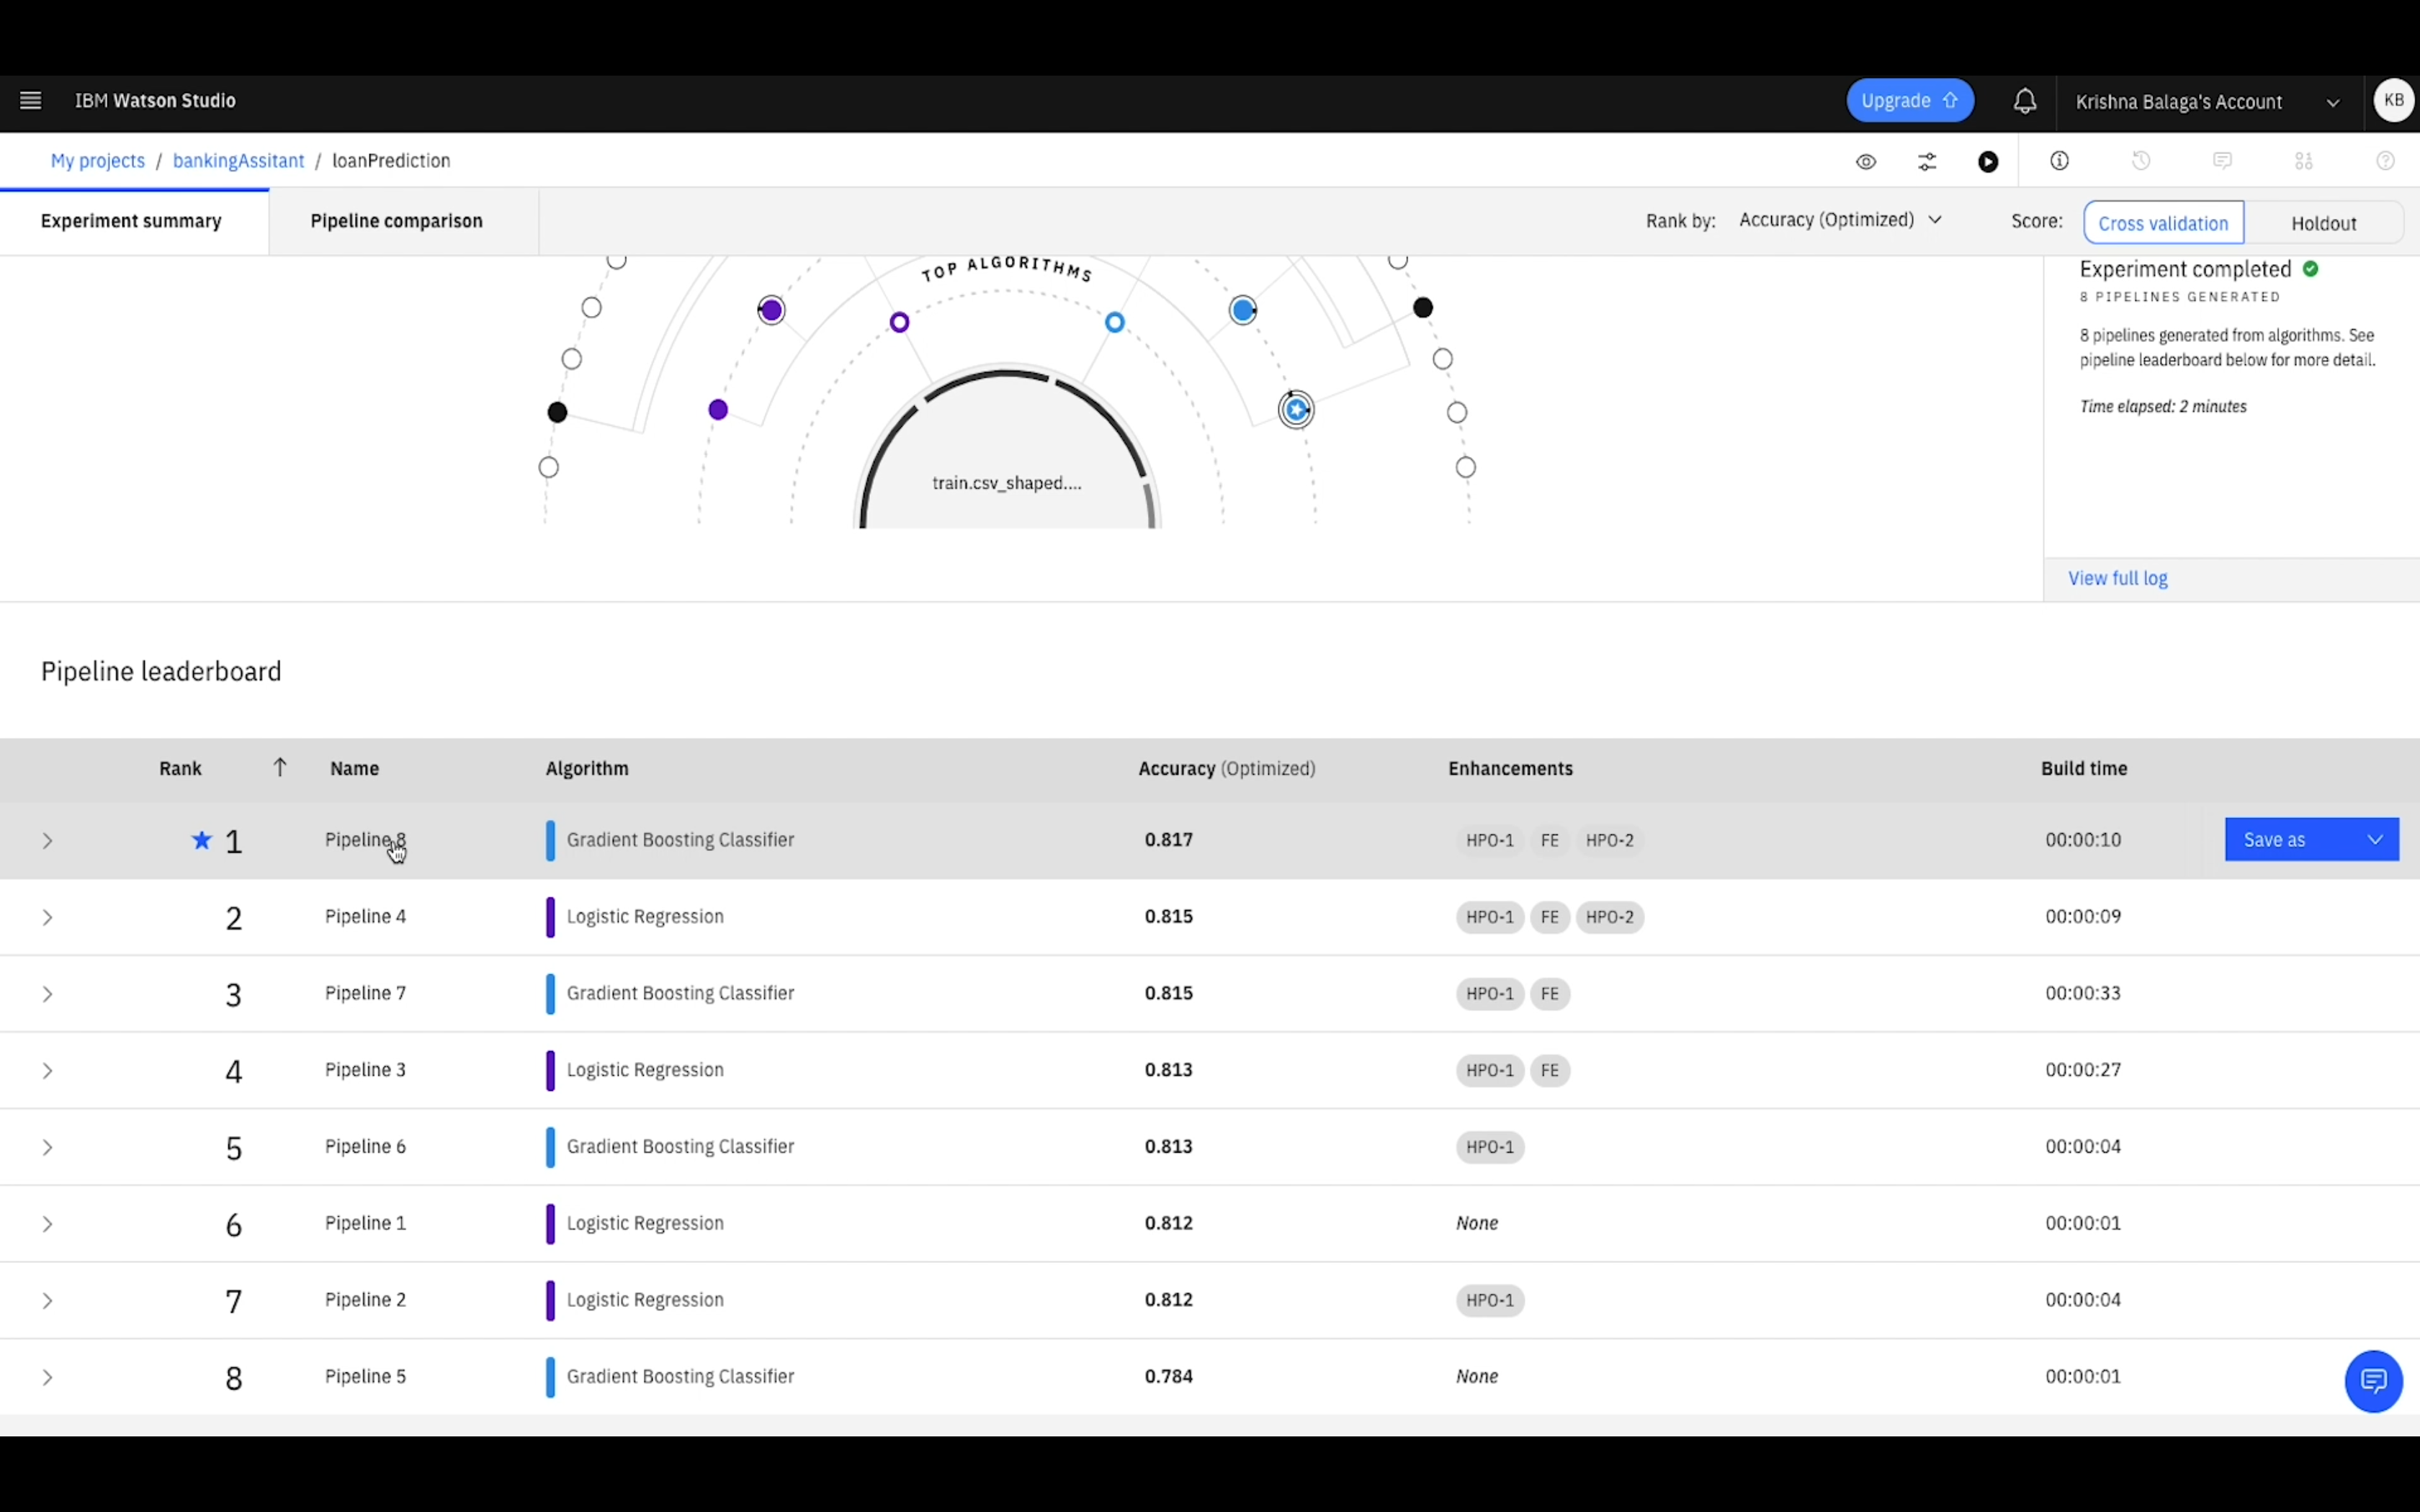 IBM Watson Studio
Upgrade
Krishna Balaga's Account
KB
My projects / bankingAssitant / loanPrediction
Experiment summary
Pipeline comparison
Rank by: Accuracy (Optimized)
Score: Cross validation Holdout
TOP ALGORITHMS
train.csv_shaped....
Experiment completed
8 PIPELINES GENERATED
8 pipelines generated from algorithms. See
pipeline leaderboard below for more detail.
Time elapsed: 2 minutes
View full log
Pipeline leaderboard
Rank Name Algorithm Accuracy (Optimized) Enhancements Build time
1 Pipeline 8 Gradient Boosting Classifier 0.817 HPO-1 FE HPO-2 00:00:10 Save as
2 Pipeline 4 Logistic Regression 0.815 HPO-1 FE HPO-2 00:00:09
3 Pipeline 7 Gradient Boosting Classifier 0.815 HPO-1 FE 00:00:33
4 Pipeline 3 Logistic Regression 0.813 HPO-1 FE 00:00:27
5 Pipeline 6 Gradient Boosting Classifier 0.813 HPO-1 00:00:04
6 Pipeline 1 Logistic Regression 0.812 None 00:00:01
7 Pipeline 2 Logistic Regression 0.812 HPO-1 00:00:04
8 Pipeline 5 Gradient Boosting Classifier 0.784 None 00:00:01